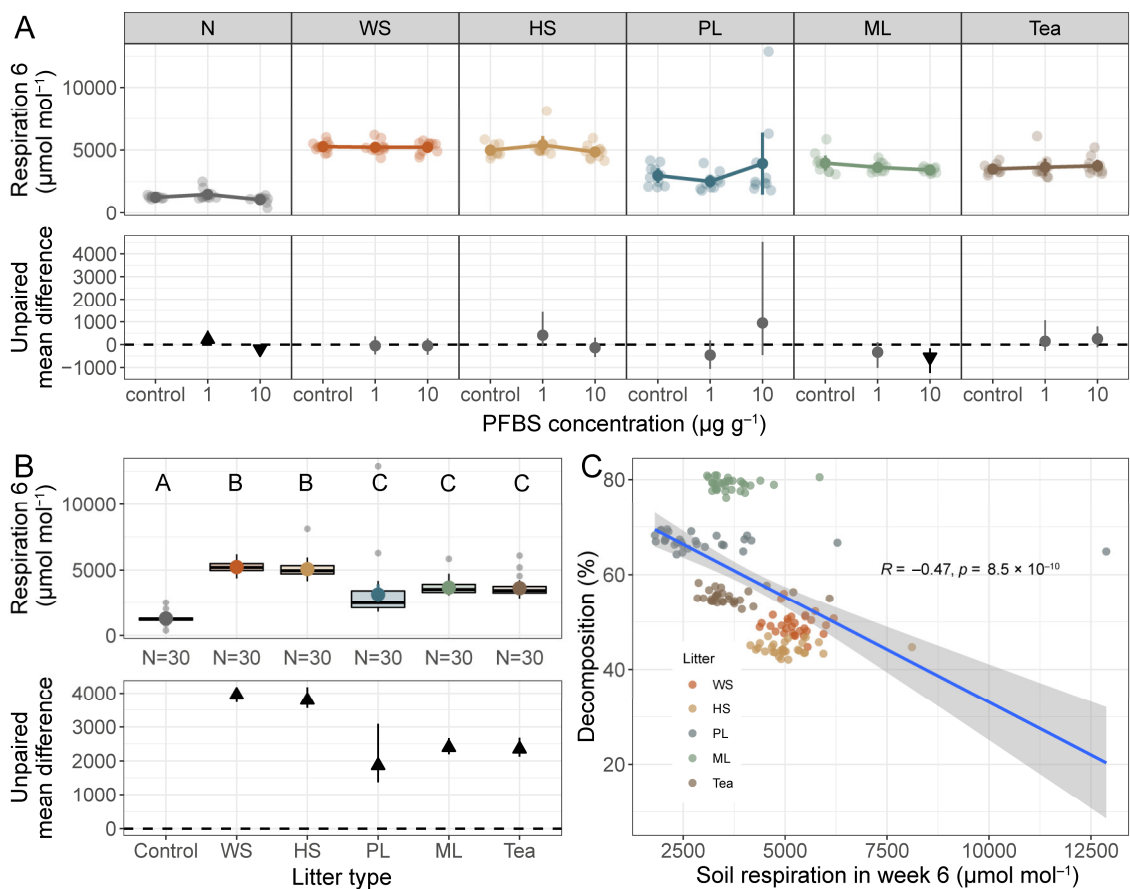 A
N WS HS PL ML Tea
Respiration 6
(µmol mol⁻¹)
10000
5000
0
Unpaired
mean difference
4000
3000
2000
1000
0
−1000
control 1 10 control 1 10 control 1 10 control 1 10 control 1 10 control 1 10
PFBS concentration (µg g⁻¹)
B
Respiration 6
(µmol mol⁻¹)
10000
5000
0
A B B C C C
N=30 N=30 N=30 N=30 N=30 N=30
Unpaired
mean difference
4000
3000
2000
1000
0
Control WS HS PL ML Tea
Litter type
C
Decomposition (%)
80
60
40
20
R = −0.47, p = 8.5 × 10⁻¹⁰
Litter
WS
HS
PL
ML
Tea
2500 5000 7500 10000 12500
Soil respiration in week 6 (µmol mol⁻¹)